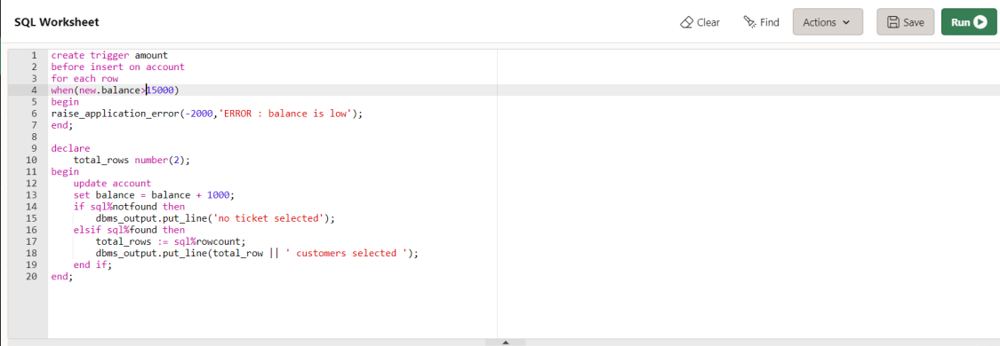 SQL Worksheet
Clear Find Actions Save Run
1 create trigger amount
2 before insert on account
3 for each row
4 when(new.balance>15000)
5 begin
6 raise_application_error(-2000,'ERROR : balance is low');
7 end;
8
9 declare
10 total_rows number(2);
11 begin
12 update account
13 set balance = balance + 1000;
14 if sql%notfound then
15 dbms_output.put_line('no ticket selected');
16 elsif sql%found then
17 total_rows := sql%rowcount;
18 dbms_output.put_line(total_row || ' customers selected ');
19 end if;
20 end;